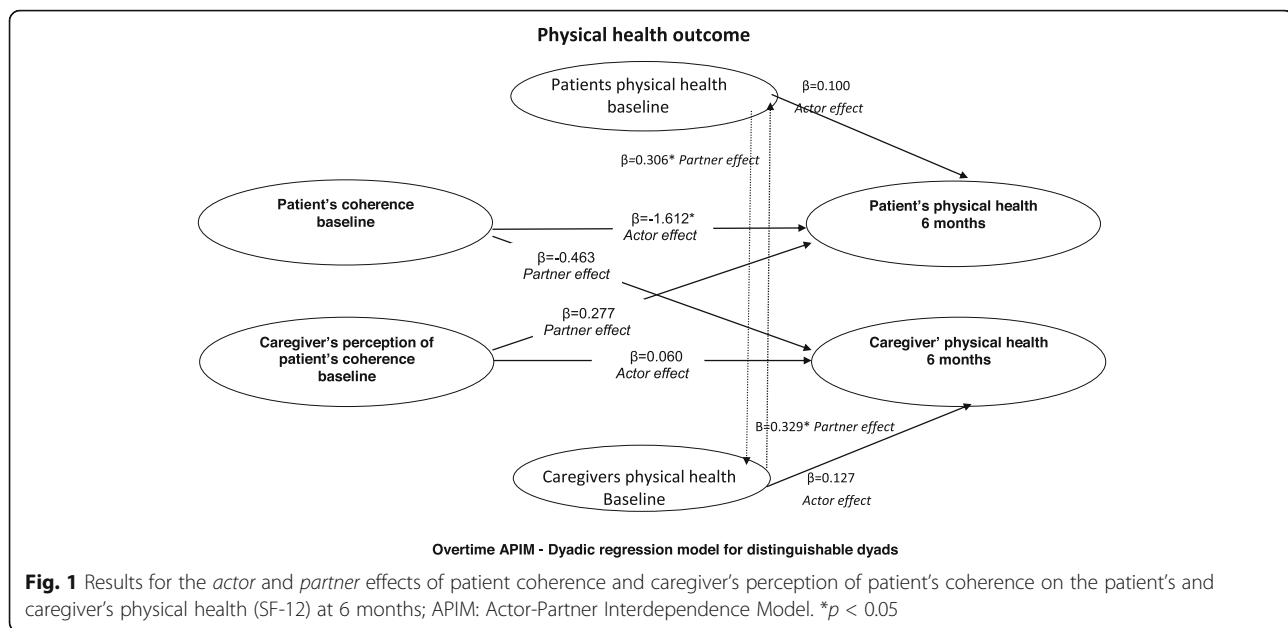 Physical health outcome
Patients physical health
baseline
β=0.100
Actor effect
β=0.306* Partner effect
Patient's coherence
baseline
β=-1.612*
Actor effect
Patient's physical health
6 months
β=-0.463
Partner effect
β=0.277
Partner effect
Caregiver's perception of
patient's coherence
baseline
β=0.060
Actor effect
Caregiver' physical health
6 months
B=0.329* Partner effect
Caregivers physical health
Baseline
β=0.127
Actor effect
Overtime APIM - Dyadic regression model for distinguishable dyads
Fig. 1 Results for the actor and partner effects of patient coherence and caregiver's perception of patient's coherence on the patient's and
caregiver's physical health (SF-12) at 6 months; APIM: Actor-Partner Interdependence Model. *p < 0.05